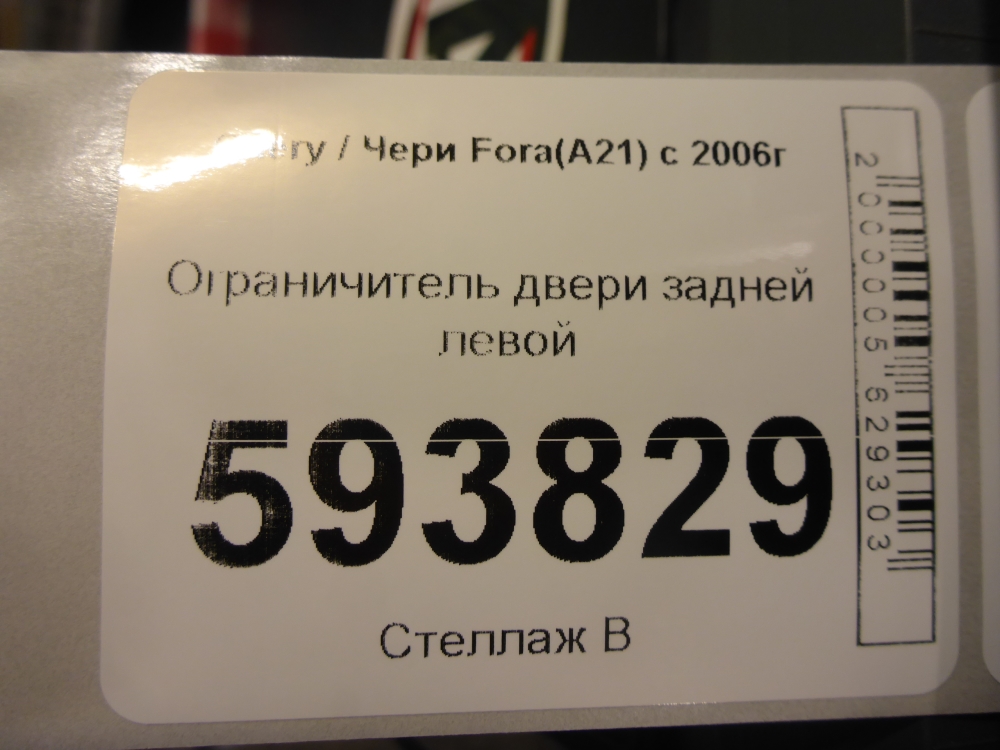 / Чери Fora(A21) с 2006г
Ограничитель двери задней
левой
593829
Стеллаж В
2000005629303